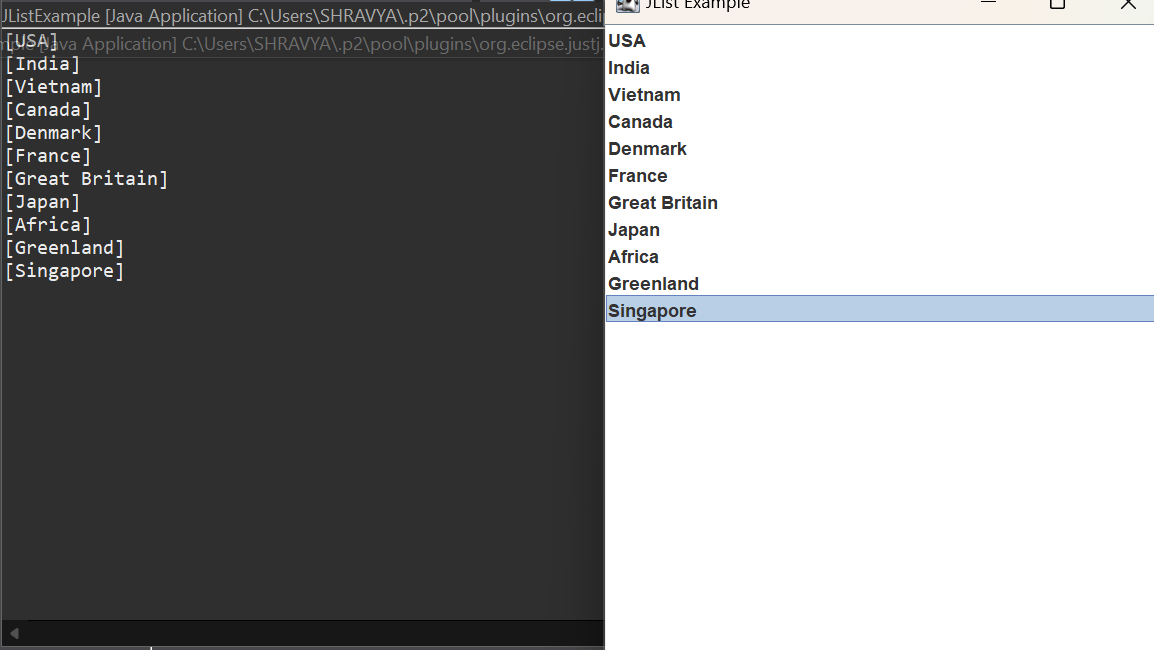 JListExample [Java Application] C:\Users\SHRAVYA\.p2\pool\plugins\org.ecli
mple [Java Application] C:\Users\SHRAVYA\.p2\pool\plugins\org.eclipse.justj.
[USA]
[India]
[Vietnam]
[Canada]
[Denmark]
[France]
[Great Britain]
[Japan]
[Africa]
[Greenland]
[Singapore]
JList Example
USA
India
Vietnam
Canada
Denmark
France
Great Britain
Japan
Africa
Greenland
Singapore